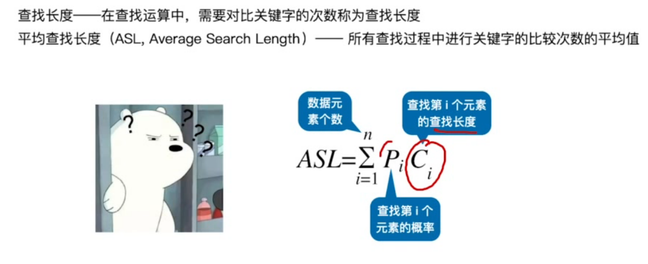 查找长度——在查找运算中，需要对比关键字的次数称为查找长度
平均查找长度（ASL, Average Search Length）—— 所有查找过程中进行关键字的比较次数的平均值
数据元
素个数
查找第 i 个元素
的查找长度
? ? ? ?
n
ASL=∑PᵢCᵢ
i=1
查找第 i 个
元素的概率